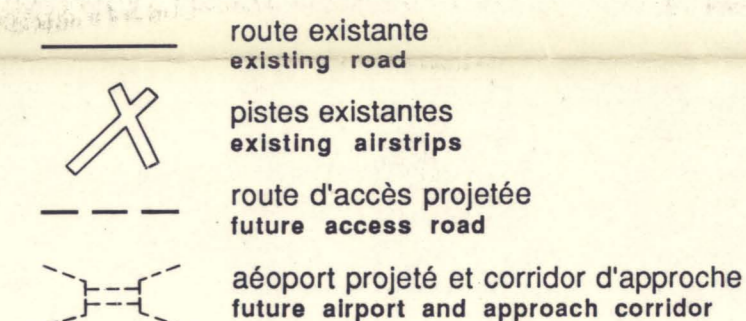 route existante
existing road
pistes existantes
existing airstrips
route d'accès projetée
future access road
aéoport projeté et corridor d'approche
future airport and approach corridor